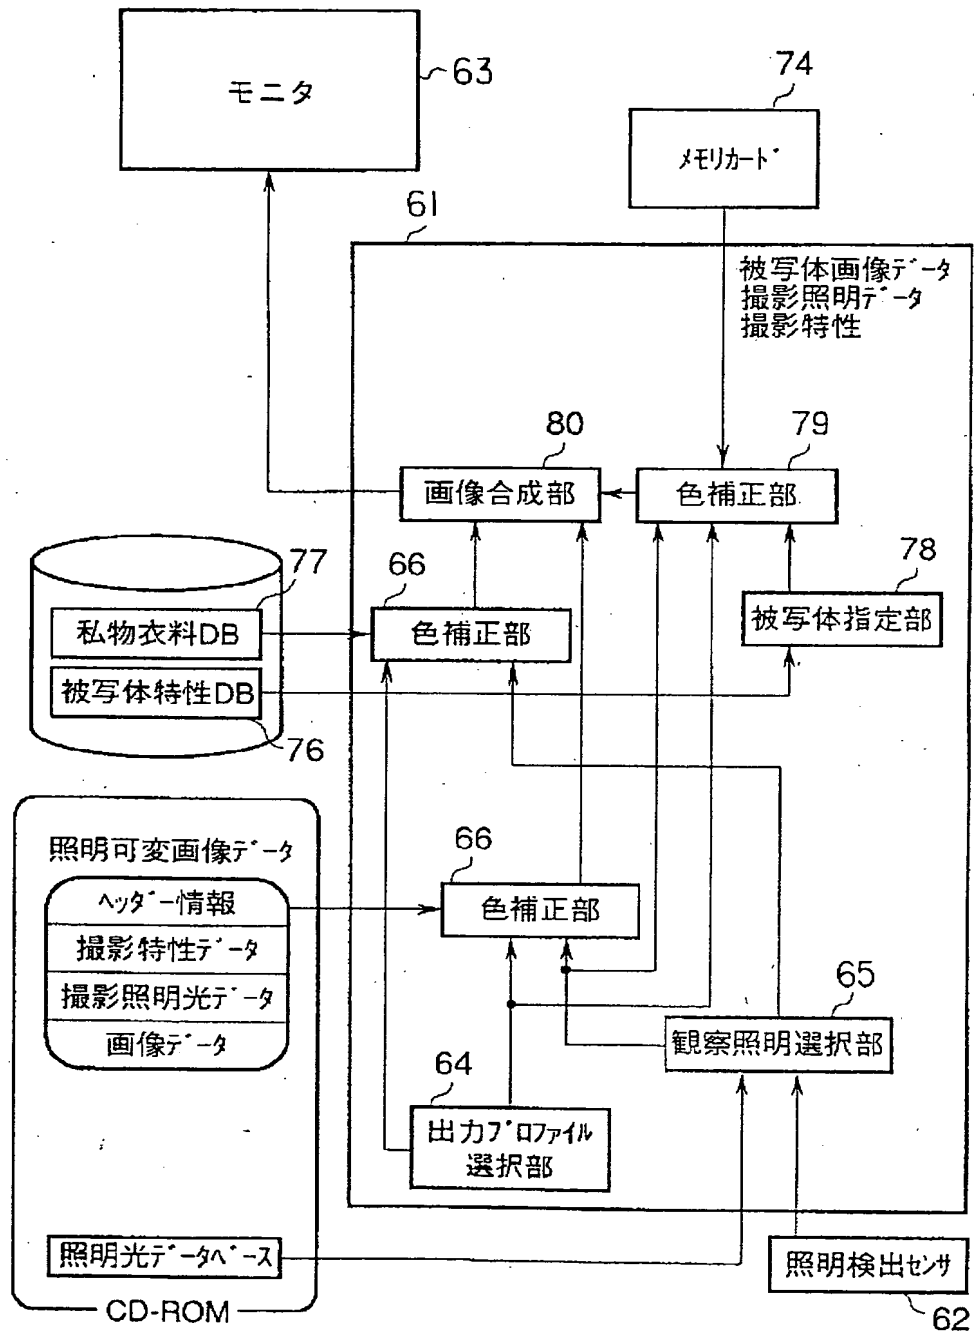 モニタ
63
74
メモリカード
61
被写体画像データ
撮影照明データ
撮影特性
80
79
画像合成部
色補正部
77
66
78
私物衣料DB
色補正部
被写体指定部
被写体特性DB
76
照明可変画像データ
66
ヘッダー情報
色補正部
撮影特性データ
撮影照明光データ
65
画像データ
観察照明選択部
64
出力プロファイル
選択部
照明光データベース
照明検出センサ
CD-ROM
62